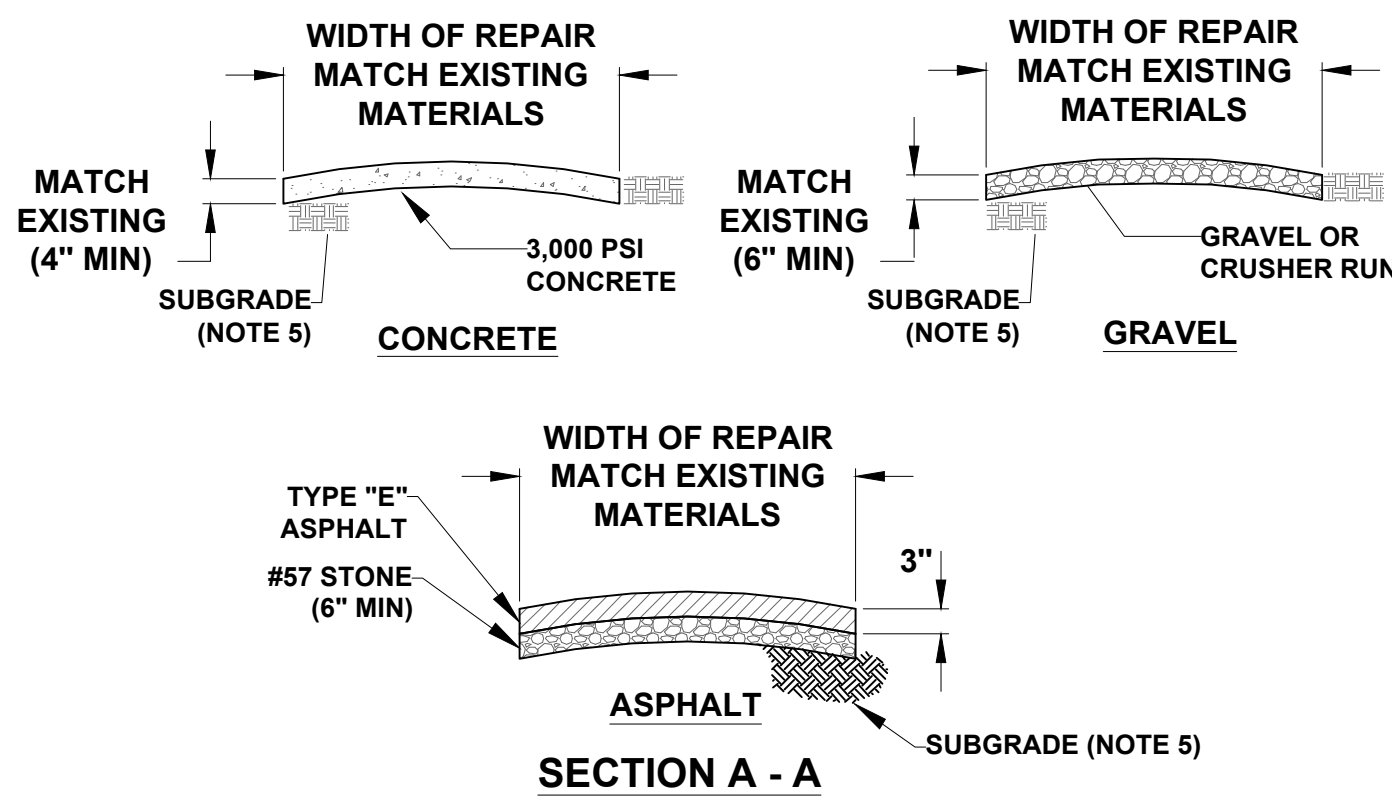 WIDTH OF REPAIR
MATCH EXISTING
MATERIALS
MATCH
EXISTING
(4" MIN)
3,000 PSI
CONCRETE
SUBGRADE
(NOTE 5)
CONCRETE
WIDTH OF REPAIR
MATCH EXISTING
MATERIALS
MATCH
EXISTING
(6" MIN)
GRAVEL OR
CRUSHER RUN
SUBGRADE
(NOTE 5)
GRAVEL
WIDTH OF REPAIR
MATCH EXISTING
MATERIALS
TYPE "E"
ASPHALT
#57 STONE
(6" MIN)
3"
ASPHALT
SUBGRADE (NOTE 5)
SECTION A - A